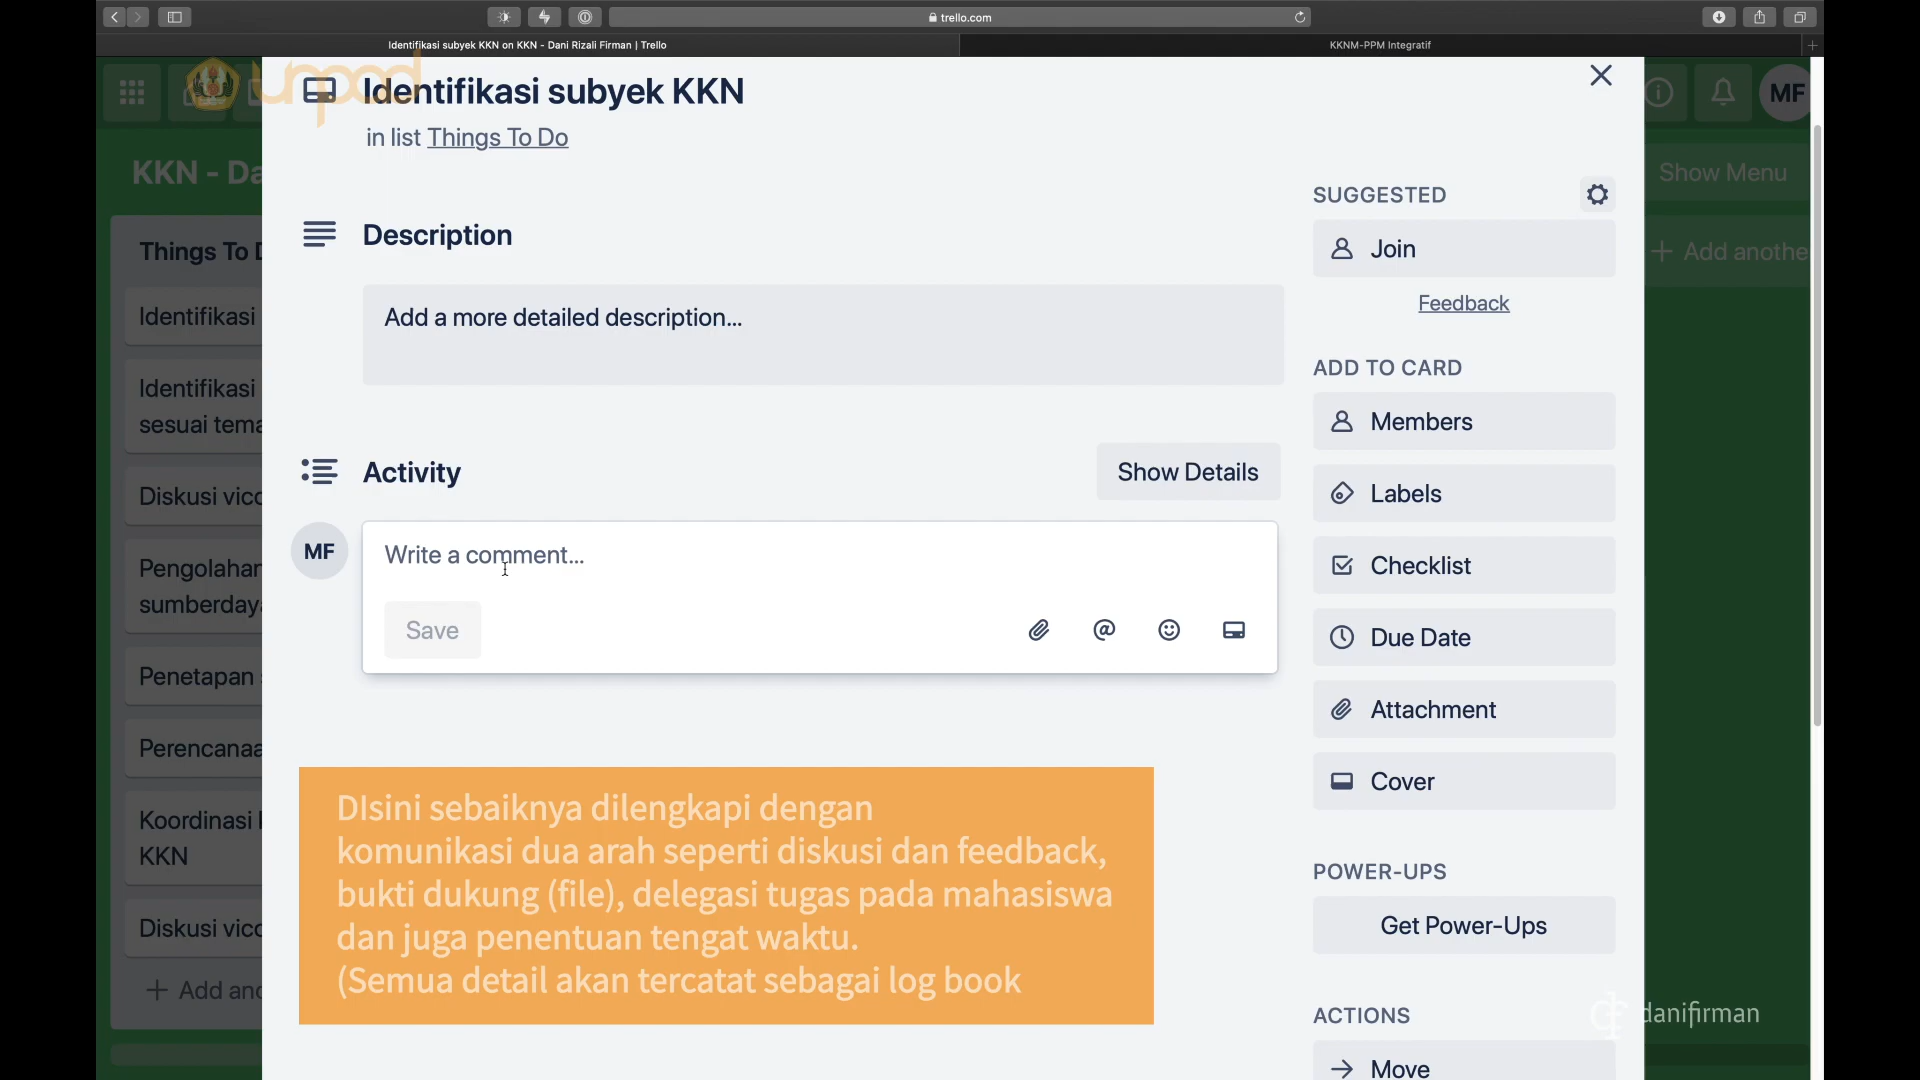 trello.com
Identifikasi subyek KKN on KKN - Dani Rizali Firman | Trello
KKNM-PPM Integratif
unpad
Identifikasi subyek KKN
in list Things To Do
MF
KKN - Da
Show Menu
Things To D
Add anothe
Identifikasi
Identifikasi
sesuai tema
Diskusi vico
Pengolahan
sumberdaya
Penetapan
Perencanaa
Koordinasi
KKN
Diskusi vico
Add ano
Description
Add a more detailed description...
Activity
Show Details
MF
Write a comment...
Save
SUGGESTED
Join
Feedback
ADD TO CARD
Members
Labels
Checklist
Due Date
Attachment
Cover
POWER-UPS
Get Power-Ups
ACTIONS
Move
DIsini sebaiknya dilengkapi dengan
komunikasi dua arah seperti diskusi dan feedback,
bukti dukung (file), delegasi tugas pada mahasiswa
dan juga penentuan tengat waktu.
(Semua detail akan tercatat sebagai log book
danifirman